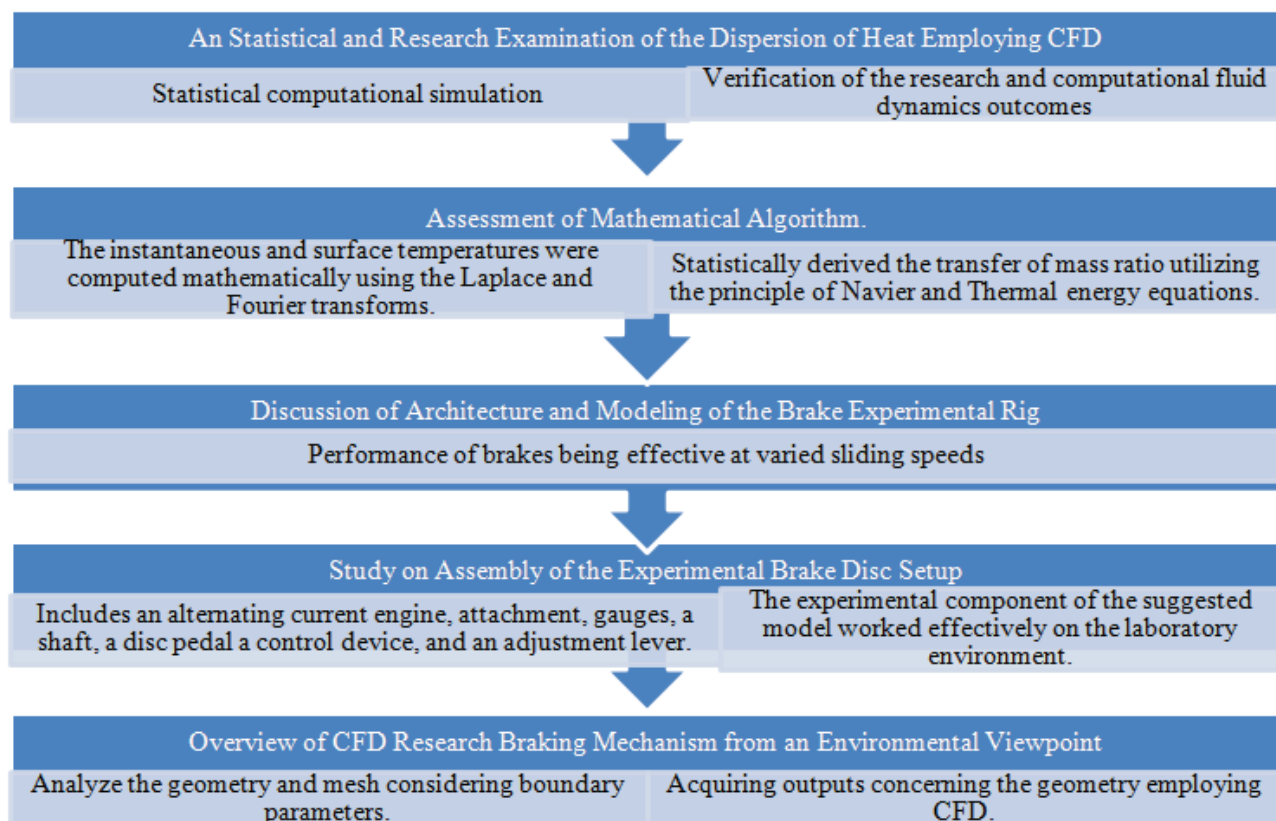 An Statistical and Research Examination of the Dispersion of Heat Employing CFD
Statistical computational simulation
Verification of the research and computational fluid
dynamics outcomes
Assessment of Mathematical Algorithm.
The instantaneous and surface temperatures were
computed mathematically using the Laplace and
Fourier transforms.
Statistically derived the transfer of mass ratio utilizing
the principle of Navier and Thermal energy equations.
Discussion of Architecture and Modeling of the Brake Experimental Rig
Performance of brakes being effective at varied sliding speeds
Study on Assembly of the Experimental Brake Disc Setup
Includes an alternating current engine, attachment, gauges, a
shaft, a disc pedal a control device, and an adjustment lever.
The experimental component of the suggested
model worked effectively on the laboratory
environment.
Overview of CFD Research Braking Mechanism from an Environmental Viewpoint
Analyze the geometry and mesh considering boundary
parameters.
Acquiring outputs concerning the geometry employing
CFD.